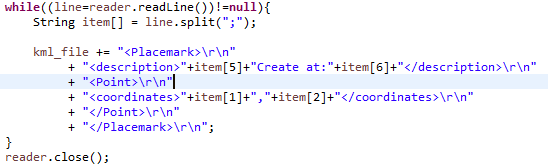 while((line=reader.readLine())!=null){
String item[] = line.split(";");
kml_file += "<Placemark>\r\n"
+ "<description>"+item[5]+"Create at:"+item[6]+"</description>\r\n"
+ "<Point>\r\n"
+ "<coordinates>"+item[1]+","+item[2]+"</coordinates>\r\n"
+ "</Point>\r\n"
+ "</Placemark>\r\n";
}
reader.close();